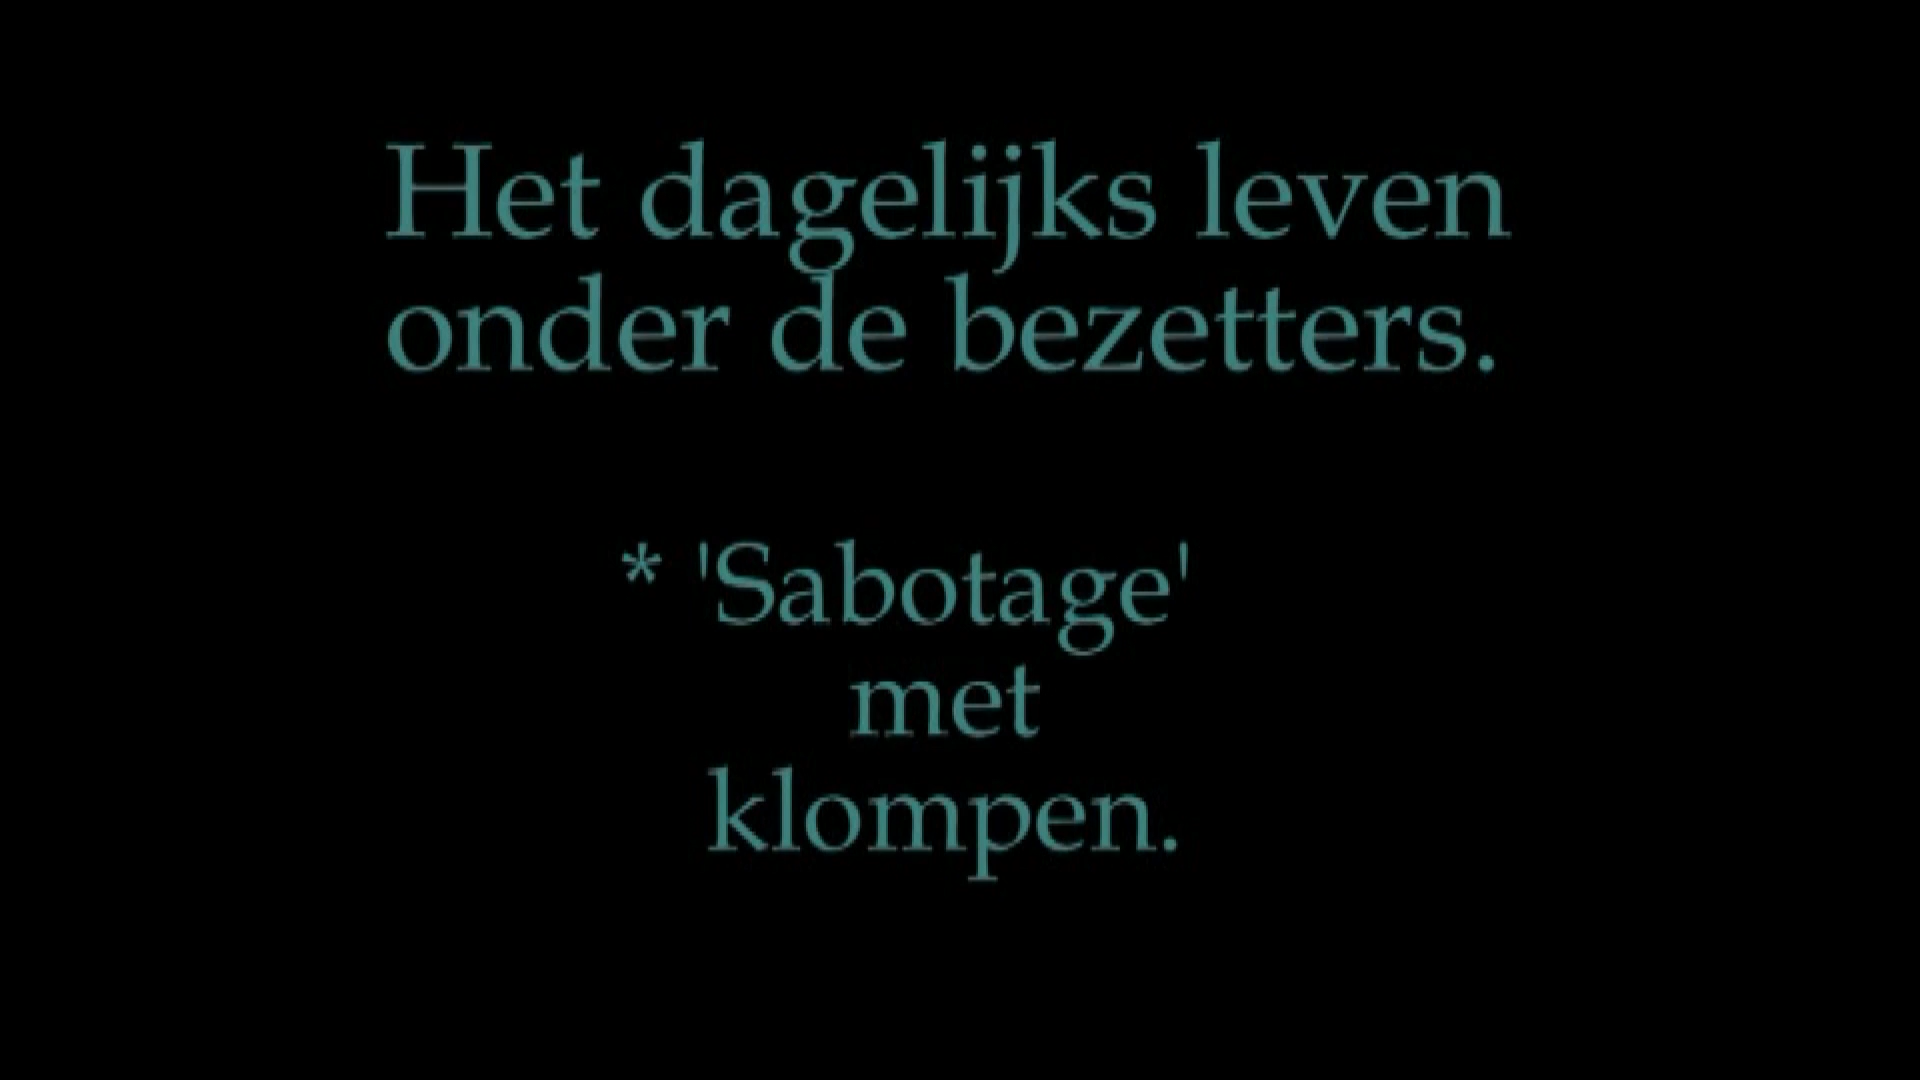 Het dagelijks leven
onder de bezetters.
* 'Sabotage'
met
klompen.